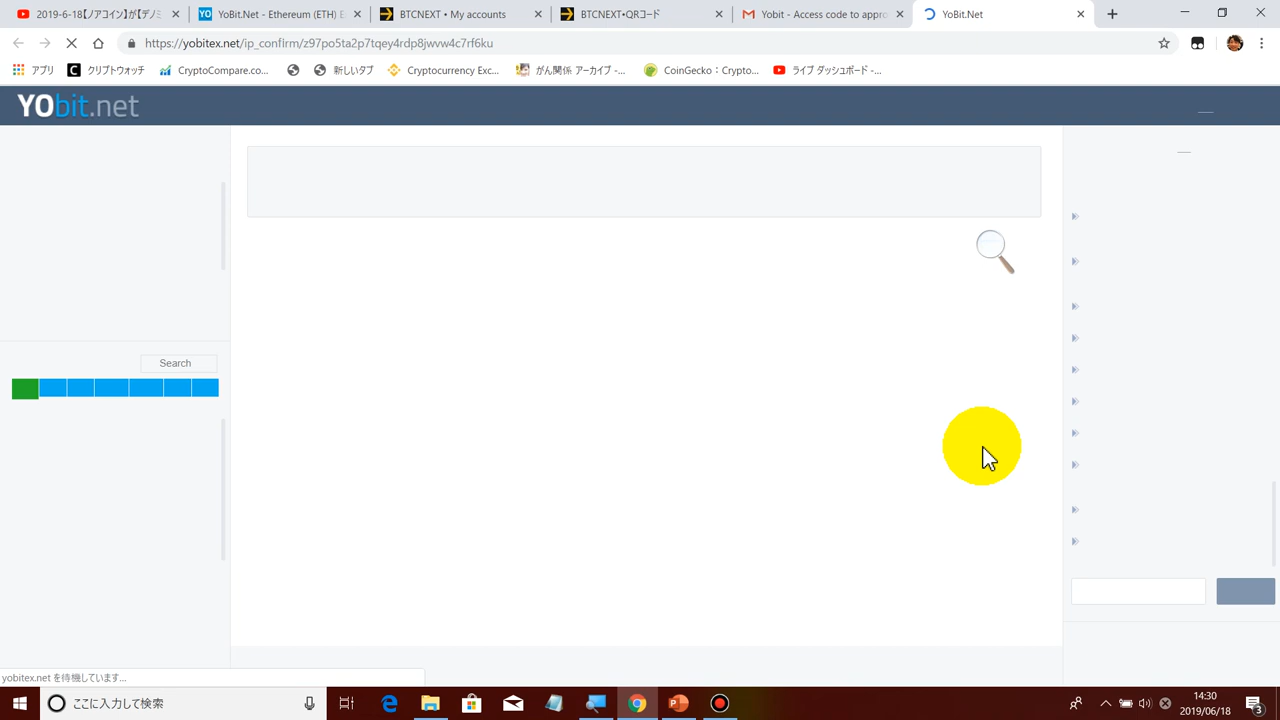 2019-6-18【ノアコイン】が【デノミ
YoBit.Net - Ethereum (ETH) E
BTCNEXT • My accounts
BTCNEXT•QRコード
Yobit - Access code to appro
YoBit.Net
https://yobitex.net/ip_confirm/z97po5ta2p7tqey4rdp8jwvw4c7rf6ku
アプリ
クリプトウォッチ
CryptoCompare.co...
新しいタブ
Cryptocurrency Exc...
がん関係 アーカイブ -...
CoinGecko：Crypto...
ライブ ダッシュボード -...
YObit.net
Search
yobitex.net を待機しています...
ここに入力して検索
14:30
2019/06/18
3